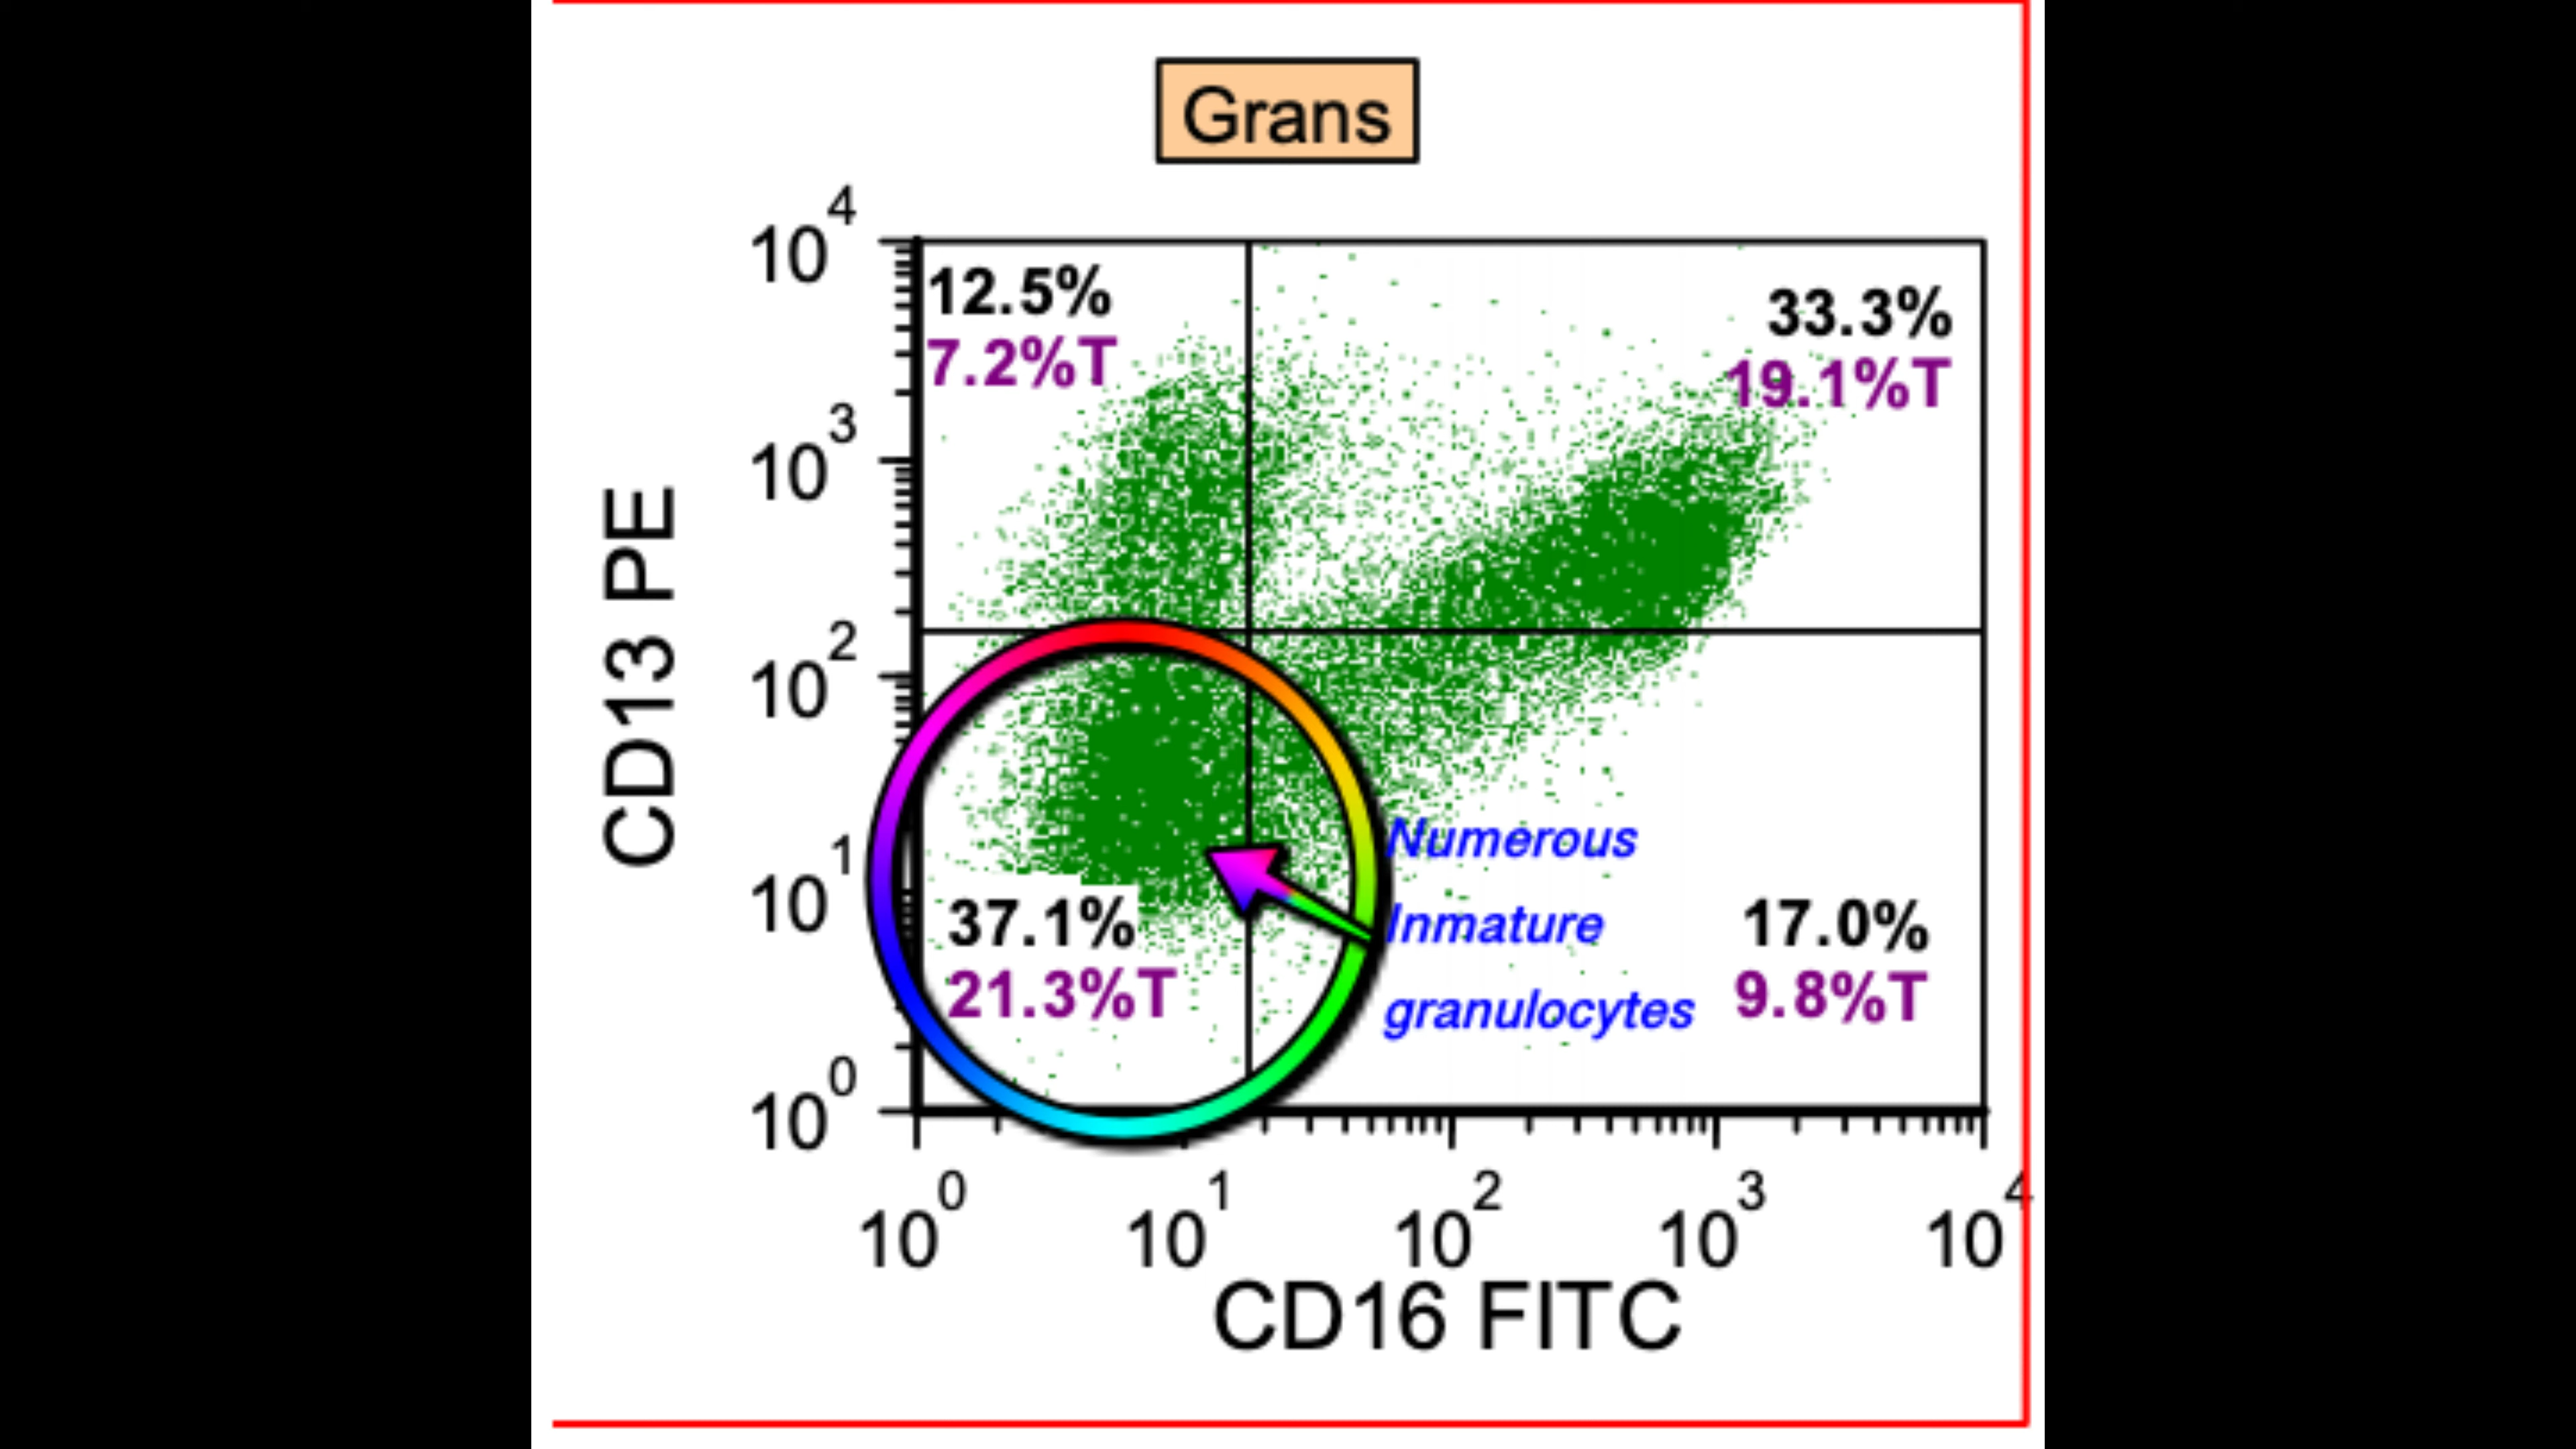 Grans
10^4
12.5%
33.3%
7.2%T
19.1%T
10^3
CD13 PE
10^2
Numerous
10^1
Inmature
37.1%
17.0%
granulocytes
21.3%T
9.8%T
10^0
10^0 10^1 10^2 10^3 10^4
CD16 FITC